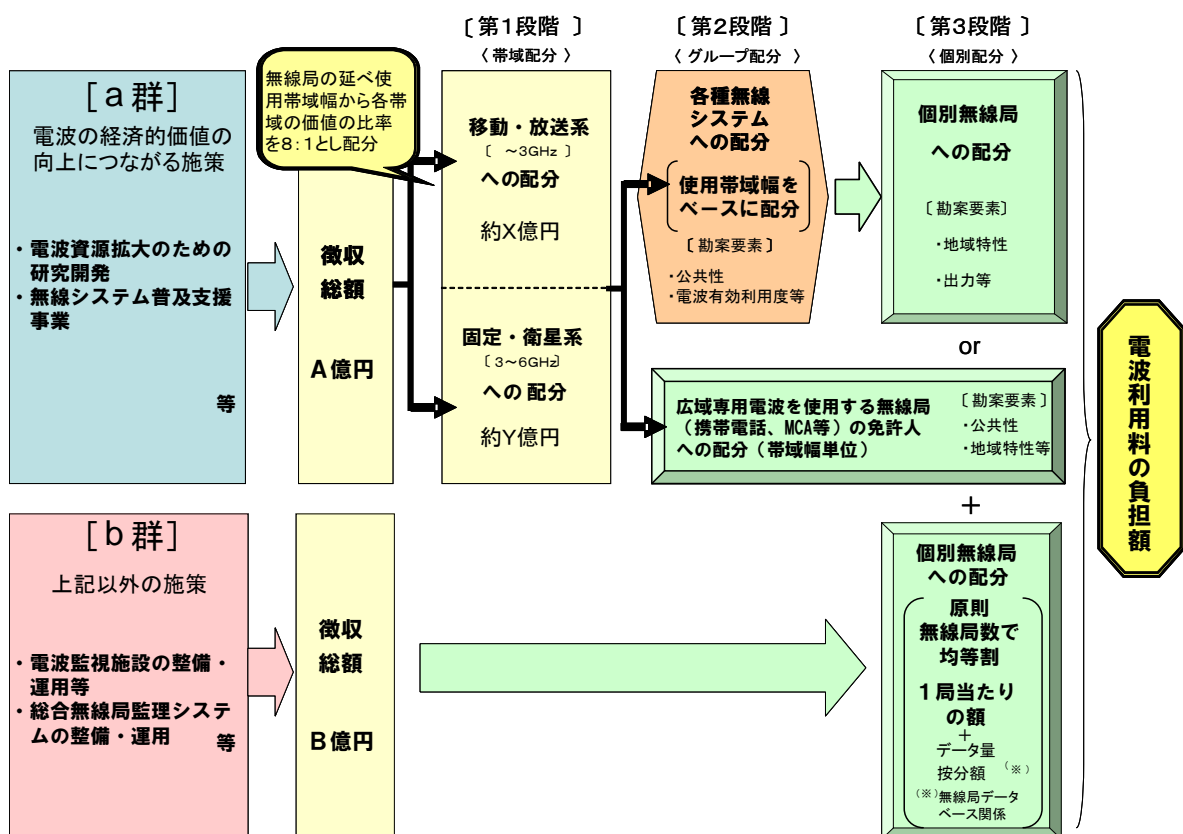 〔 第1段階 〕
〈 帯域配分 〉
〔 第2段階 〕
〈 グループ配分 〉
〔 第3段階 〕
〈 個別配分 〉
[a群]
電波の経済的価値の
向上につながる施策
・電波資源拡大のための
研究開発
・無線システム普及支援
事業
等
無線局の延べ使
用帯域幅から各帯
域の価値の比率
を8：1とし配分
徴収
総額
A億円
移動・放送系
〔 ～3GHz 〕
への配分
約X億円
固定・衛星系
〔 3～6GHz〕
への配分
約Y億円
各種無線
システム
への配分
使用帯域幅を
ベースに配分
〔 勘案要素 〕
・公共性
・電波有効利用度等
個別無線局
への配分
〔 勘案要素〕
・地域特性
・出力等
or
広域専用電波を使用する無線局
（携帯電話、MCA等）の免許人
への配分（帯域幅単位）
〔 勘案要素 〕
・公共性
・地域特性等
+
[b群]
上記以外の施策
・電波監視施設の整備・
運用等
・総合無線局監理システ
ムの整備・運用
等
徴収
総額
B億円
個別無線局
への配分
原則
無線局数で
均等割
1局当たり
の額
+
データ量
按分額 (※)
(※)無線局データ
ベース関係
電波利用料の負担額